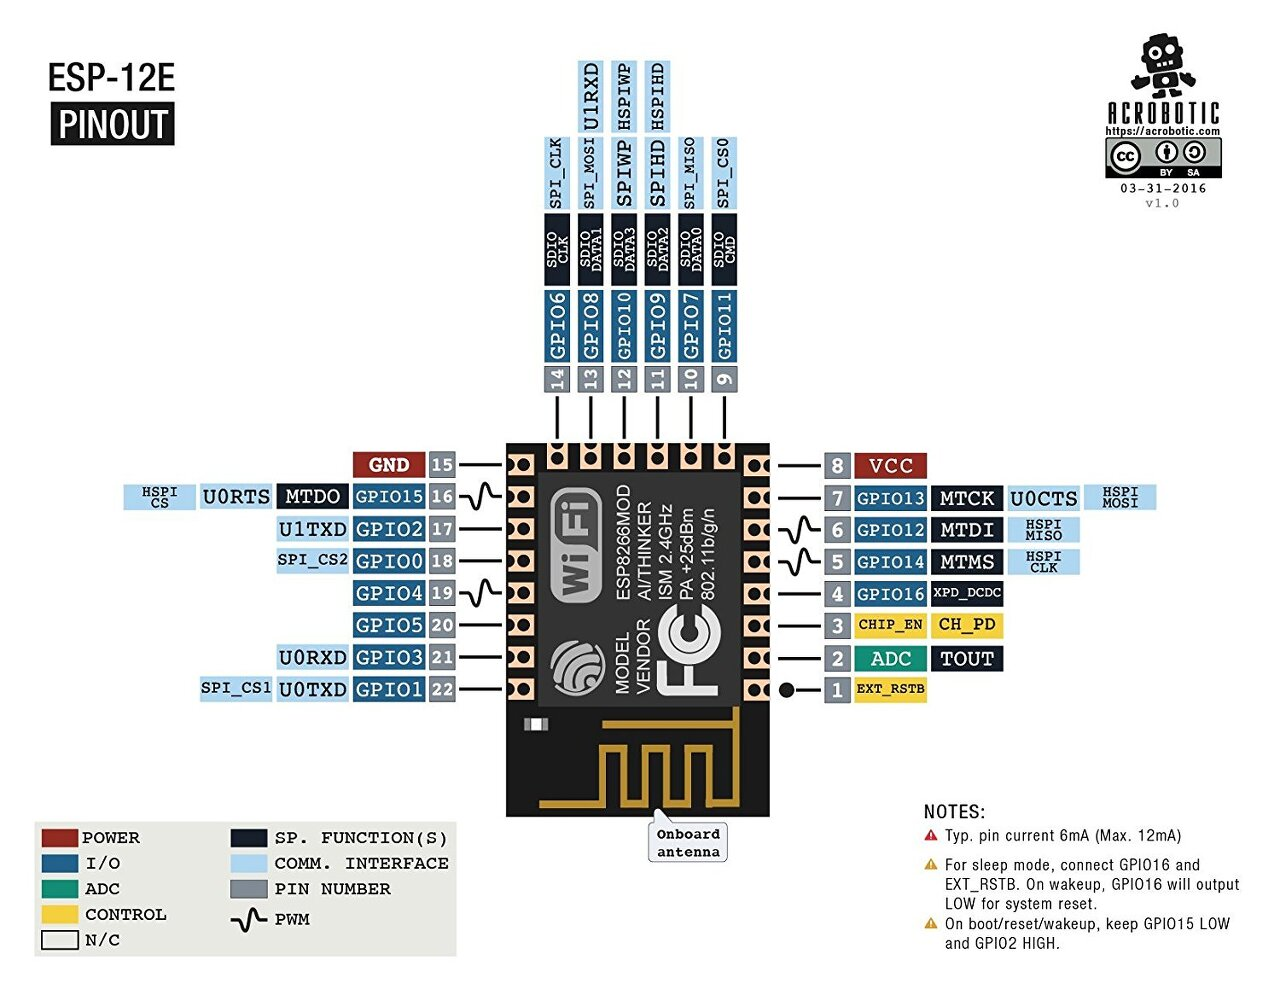 ESP-12E
PINOUT
ACROBOTIC
https://acrobotic.com
CC BY SA
03-31-2016
v1.0
U1RXD HSPIWP HSPIHD
SPI_CLK SPI_MOSI SPIWP SPIHD SPI_MISO SPI_CS0
SDIO CLK SDIO DATA1 SDIO DATA3 SDIO DATA2 SDIO DATA0 SDIO CMD
GPIO6 GPIO8 GPIO10 GPIO9 GPIO7 GPIO11
14 13 12 11 10 9
GND 15
HSPI CS U0RTS MTDO GPIO15 16
U1TXD GPIO2 17
SPI_CS2 GPIO0 18
GPIO4 19
GPIO5 20
U0RXD GPIO3 21
SPI_CS1 U0TXD GPIO1 22
WiFi
MODEL ESP8266MOD
VENDOR AI/THINKER
ISM 2.4GHz
PA +25dBm
802.11b/g/n
FC
8 VCC
7 GPIO13 MTCK U0CTS HSPI MOSI
6 GPIO12 MTDI HSPI MISO
5 GPIO14 MTMS HSPI CLK
4 GPIO16 XPD_DCDC
3 CHIP_EN CH_PD
2 ADC TOUT
1 EXT_RSTB
Onboard
antenna
POWER
I/O
ADC
CONTROL
N/C
SP. FUNCTION(S)
COMM. INTERFACE
PIN NUMBER
PWM
NOTES:
Typ. pin current 6mA (Max. 12mA)
For sleep mode, connect GPIO16 and
EXT_RSTB. On wakeup, GPIO16 will output
LOW for system reset.
On boot/reset/wakeup, keep GPIO15 LOW
and GPIO2 HIGH.